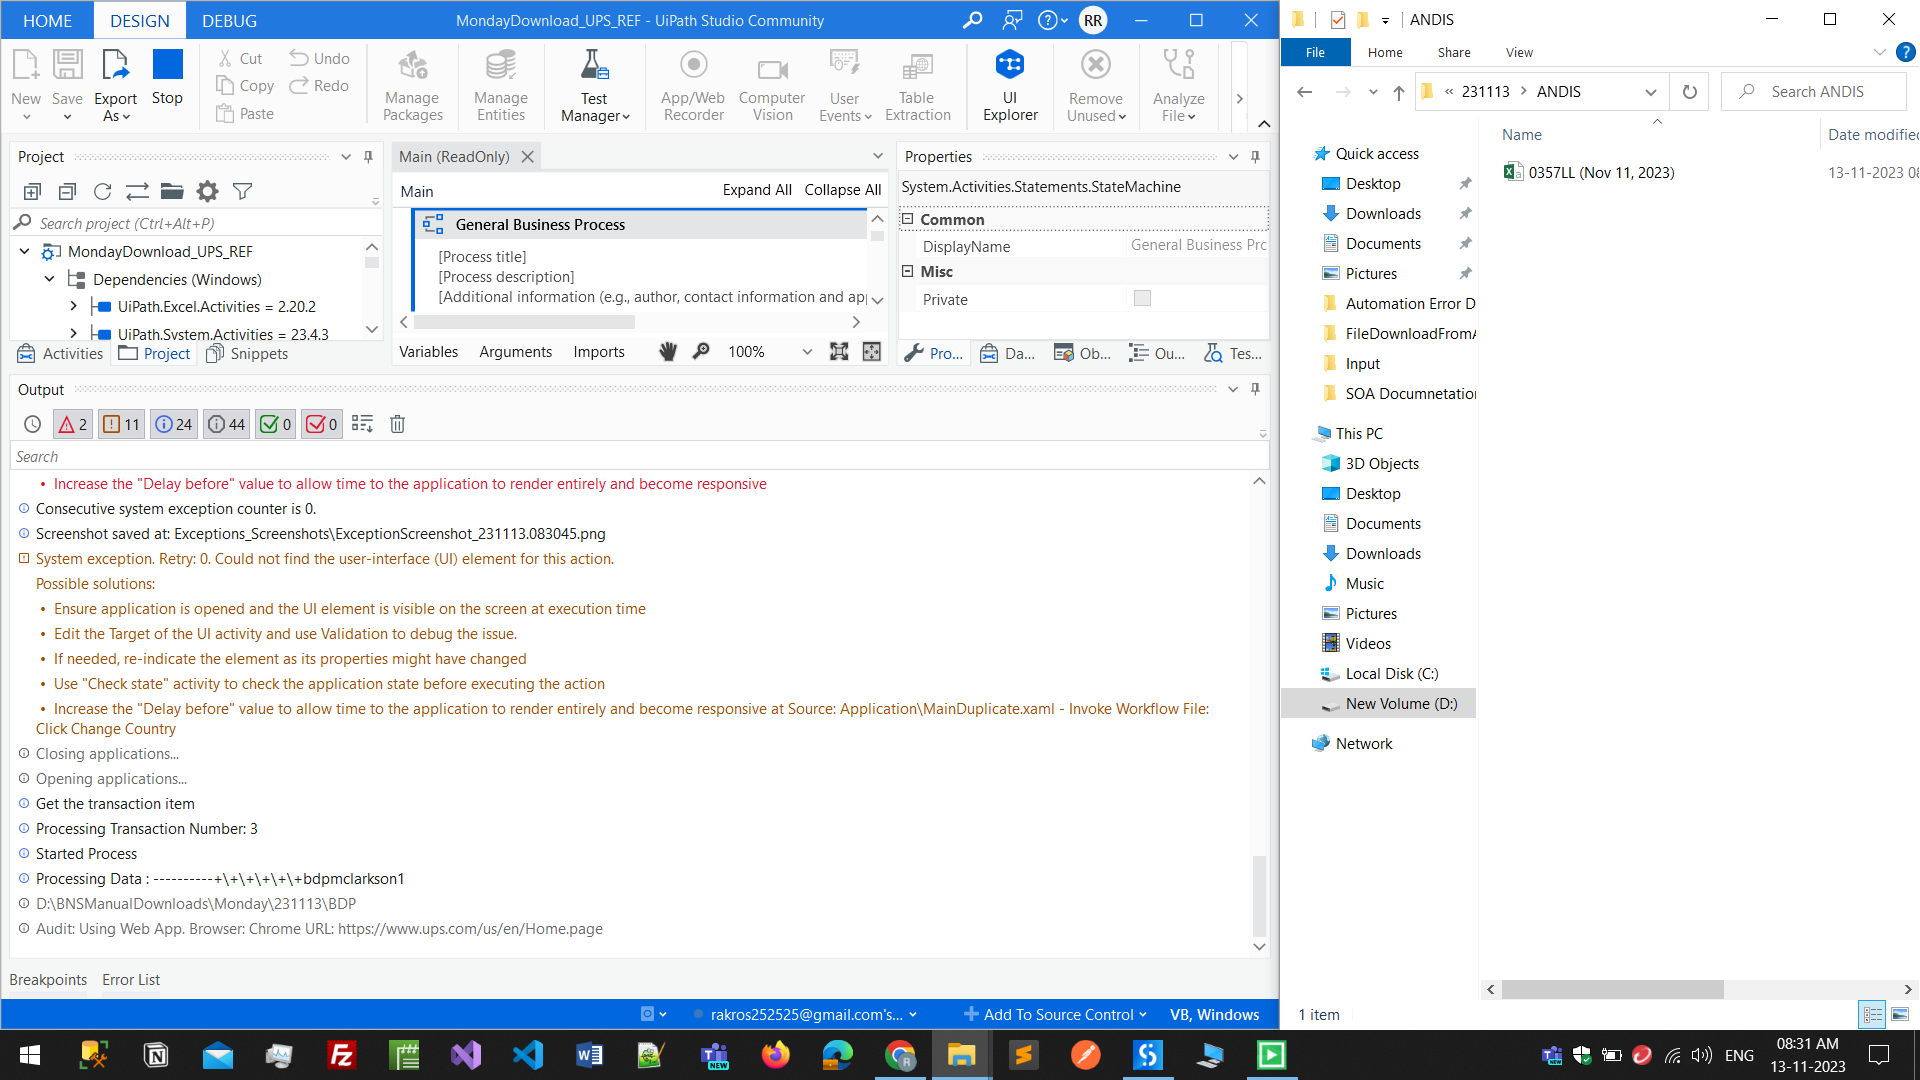 HOME
DESIGN
DEBUG
MondayDownload_UPS_REF - UiPath Studio Community
RR
New
Save
Export As
Stop
Cut
Copy
Paste
Undo
Redo
Manage Packages
Manage Entities
Test Manager
App/Web Recorder
Computer Vision
User Events
Table Extraction
UI Explorer
Remove Unused
Analyze File
Project
Search project (Ctrl+Alt+P)
MondayDownload_UPS_REF
Dependencies (Windows)
UiPath.Excel.Activities = 2.20.2
UiPath.System.Activities = 23.4.3
Activities
Project
Snippets
Main (ReadOnly)
Main
Expand All
Collapse All
General Business Process
[Process title]
[Process description]
[Additional information (e.g., author, contact information and ap
Variables
Arguments
Imports
100%
Properties
System.Activities.Statements.StateMachine
Common
DisplayName
General Business Prc
Misc
Private
Pro...
Da...
Ob...
Ou...
Tes...
Output
2
11
24
44
0
0
Search
• Increase the "Delay before" value to allow time to the application to render entirely and become responsive
Consecutive system exception counter is 0.
Screenshot saved at: Exceptions_Screenshots\ExceptionScreenshot_231113.083045.png
System exception. Retry: 0. Could not find the user-interface (UI) element for this action.
Possible solutions:
• Ensure application is opened and the UI element is visible on the screen at execution time
• Edit the Target of the UI activity and use Validation to debug the issue.
• If needed, re-indicate the element as its properties might have changed
• Use "Check state" activity to check the application state before executing the action
• Increase the "Delay before" value to allow time to the application to render entirely and become responsive at Source: Application\MainDuplicate.xaml - Invoke Workflow File:
Click Change Country
Closing applications...
Opening applications...
Get the transaction item
Processing Transaction Number: 3
Started Process
Processing Data : ----------+\+\+\+\+\+\+bdpmclarkson1
D:\BNSManualDownloads\Monday\231113\BDP
Audit: Using Web App. Browser: Chrome URL: https://www.ups.com/us/en/Home.page
Breakpoints
Error List
rakros252525@gmail.com's...
Add To Source Control
VB, Windows
ANDIS
File
Home
Share
View
« 231113 > ANDIS
Search ANDIS
Name
Date modified
0357LL (Nov 11, 2023)
13-11-2023 08
Quick access
Desktop
Downloads
Documents
Pictures
Automation Error D
FileDownloadFromA
Input
SOA Documnetation
This PC
3D Objects
Desktop
Documents
Downloads
Music
Pictures
Videos
Local Disk (C:)
New Volume (D:)
Network
1 item
NEW
R
NEW
ENG
08:31 AM
13-11-2023